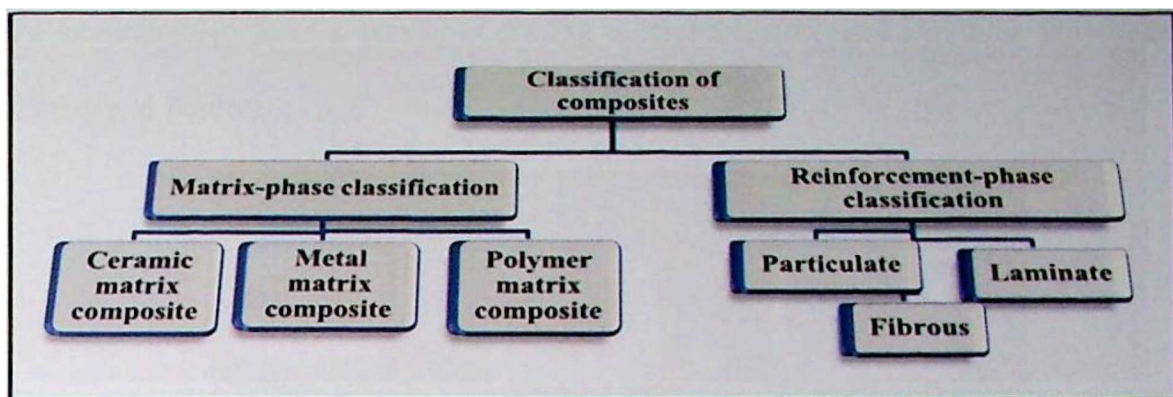 Classification of
composites
Matrix-phase classification
Reinforcement-phase
classification
Ceramic
matrix
composite
Metal
matrix
composite
Polymer
matrix
composite
Particulate
Laminate
Fibrous